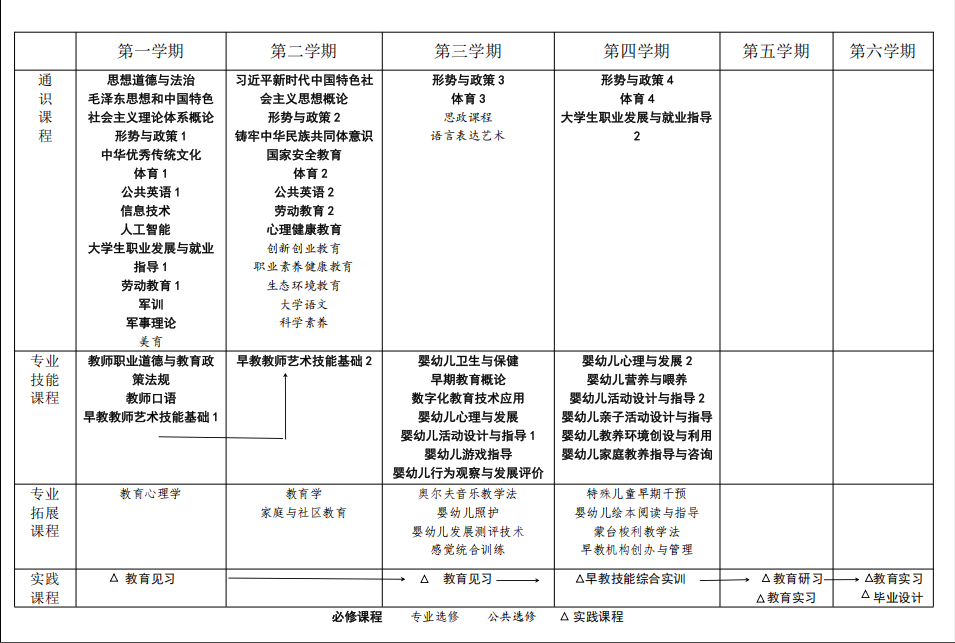 第一学期 第二学期 第三学期 第四学期 第五学期 第六学期
通
识
课
程
思想道德与法治
毛泽东思想和中国特色
社会主义理论体系概论
形势与政策 1
中华优秀传统文化
体育 1
公共英语 1
信息技术
人工智能
大学生职业发展与就业
指导 1
劳动教育 1
军训
军事理论
美育
习近平新时代中国特色社
会主义思想概论
形势与政策 2
铸牢中华民族共同体意识
国家安全教育
体育 2
公共英语 2
劳动教育 2
心理健康教育
创新创业教育
职业素养健康教育
生态环境教育
大学语文
科学素养
形势与政策 3
体育 3
思政课程
语言表达艺术
形势与政策 4
体育 4
大学生职业发展与就业指导
2
专业
技能
课程
教师职业道德与教育政
策法规
教师口语
早教教师艺术技能基础 1
早教教师艺术技能基础 2
婴幼儿卫生与保健
早期教育概论
数字化教育技术应用
婴幼儿心理与发展
婴幼儿活动设计与指导 1
婴幼儿游戏指导
婴幼儿行为观察与发展评价
婴幼儿心理与发展 2
婴幼儿营养与喂养
婴幼儿活动设计与指导 2
婴幼儿亲子活动设计与指导
婴幼儿教养环境创设与利用
婴幼儿家庭教养指导与咨询
专业
拓展
课程
教育心理学
教育学
家庭与社区教育
奥尔夫音乐教学法
婴幼儿照护
婴幼儿发展测评技术
感觉统合训练
特殊儿童早期干预
婴幼儿绘本阅读与指导
蒙台梭利教学法
早教机构创办与管理
实践
课程
△ 教育见习
△ 教育见习
△早教技能综合实训
△教育研习
△教育实习
△教育实习
△ 毕业设计
必修课程 专业选修 公共选修 △ 实践课程